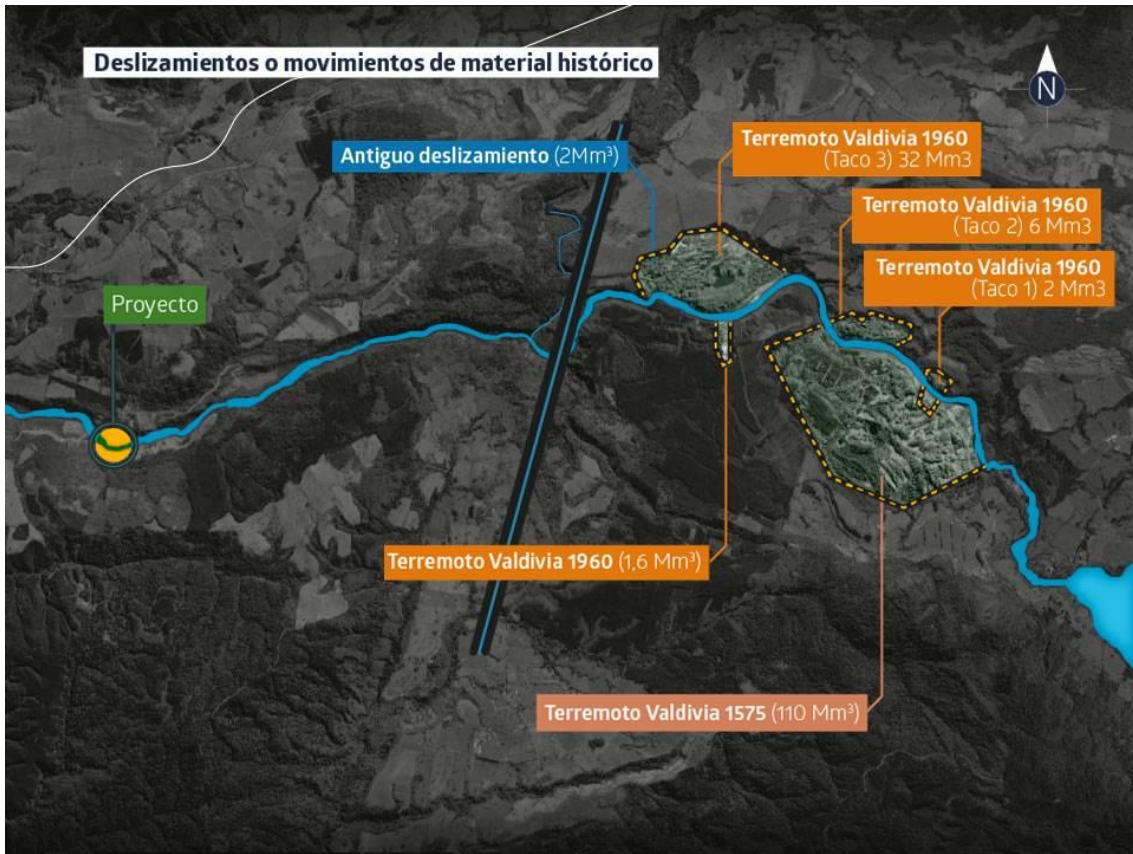 Deslizamientos o movimientos de material histórico
N
Antiguo deslizamiento (2Mm³)
Terremoto Valdivia 1960
(Taco 3) 32 Mm3
Terremoto Valdivia 1960
(Taco 2) 6 Mm3
Terremoto Valdivia 1960
(Taco 1) 2 Mm3
Proyecto
Terremoto Valdivia 1960 (1,6 Mm³)
Terremoto Valdivia 1575 (110 Mm³)